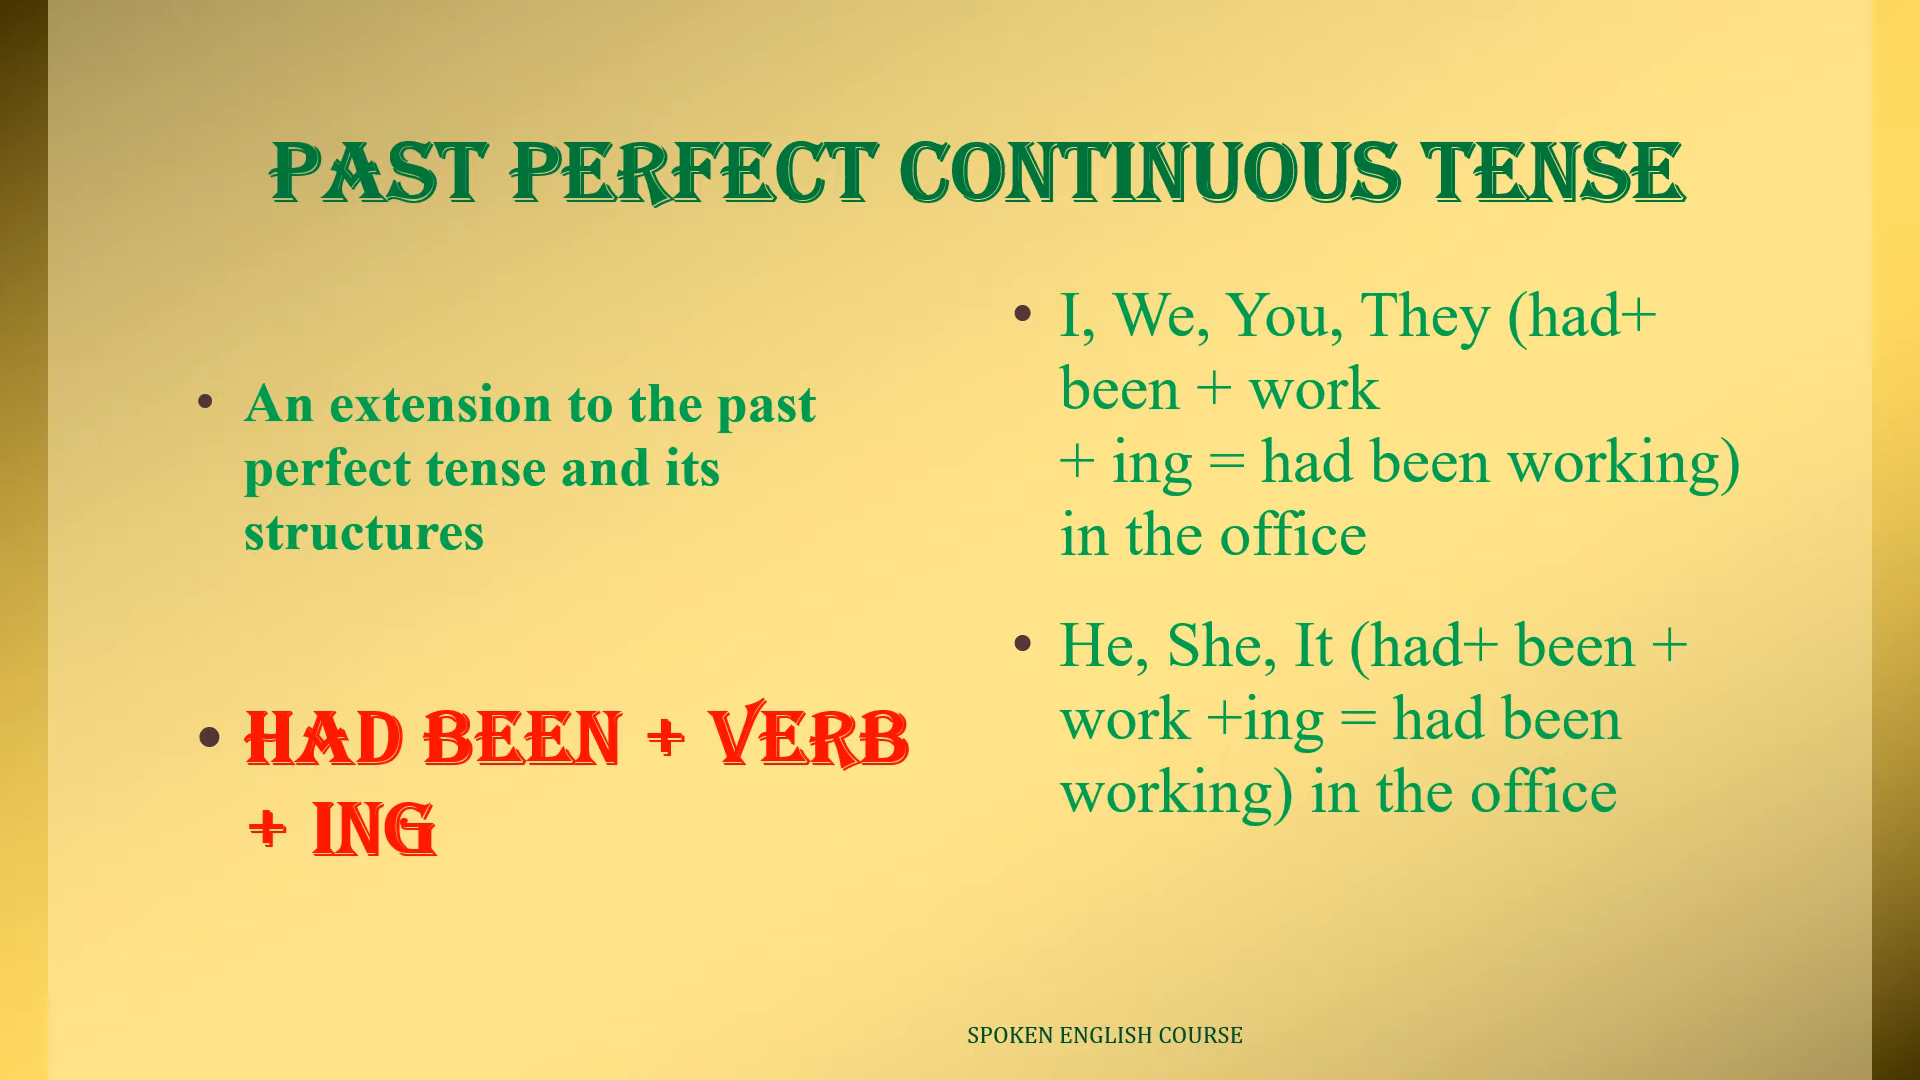 PAST PERFECT CONTINUOUS TENSE
• An extension to the past
perfect tense and its
structures
• HAD BEEN + VERB
+ ING
• I, We, You, They (had+
been + work
+ ing = had been working)
in the office
• He, She, It (had+ been +
work +ing = had been
working) in the office
SPOKEN ENGLISH COURSE